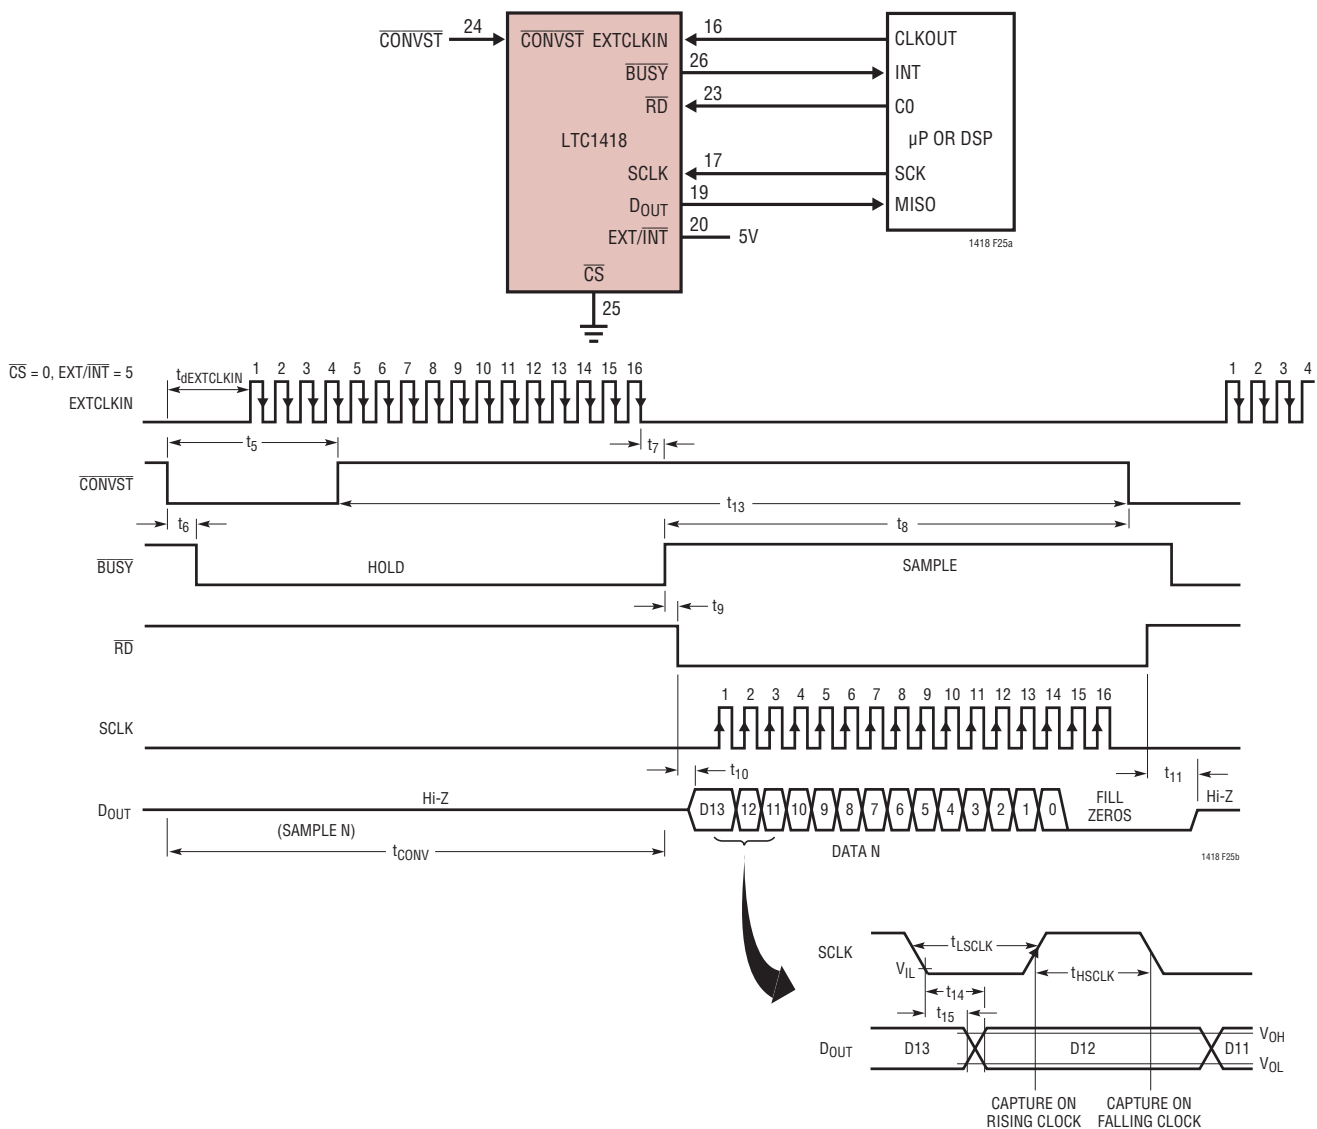 CONVST 24 CONVST EXTCLKIN 16 CLKOUT
BUSY 26 INT
RD 23 C0
LTC1418 µP OR DSP
SCLK 17 SCK
DOUT 19 MISO
EXT/INT 20 5V
1418 F25a
CS
25
CS = 0, EXT/INT = 5
tdEXTCLKIN
1 2 3 4 5 6 7 8 9 10 11 12 13 14 15 16 1 2 3 4
EXTCLKIN
t5 t7
CONVST
t13
t6 t8
BUSY HOLD SAMPLE
t9
RD
1 2 3 4 5 6 7 8 9 10 11 12 13 14 15 16
SCLK
t10 t11
DOUT Hi-Z D13 12 11 10 9 8 7 6 5 4 3 2 1 0 FILL ZEROS Hi-Z
(SAMPLE N)
tCONV DATA N
1418 F25b
SCLK tLSCLK
VIL tHSCLK
t14
t15
DOUT D13 D12 D11 VOH
VOL
CAPTURE ON RISING CLOCK
CAPTURE ON FALLING CLOCK